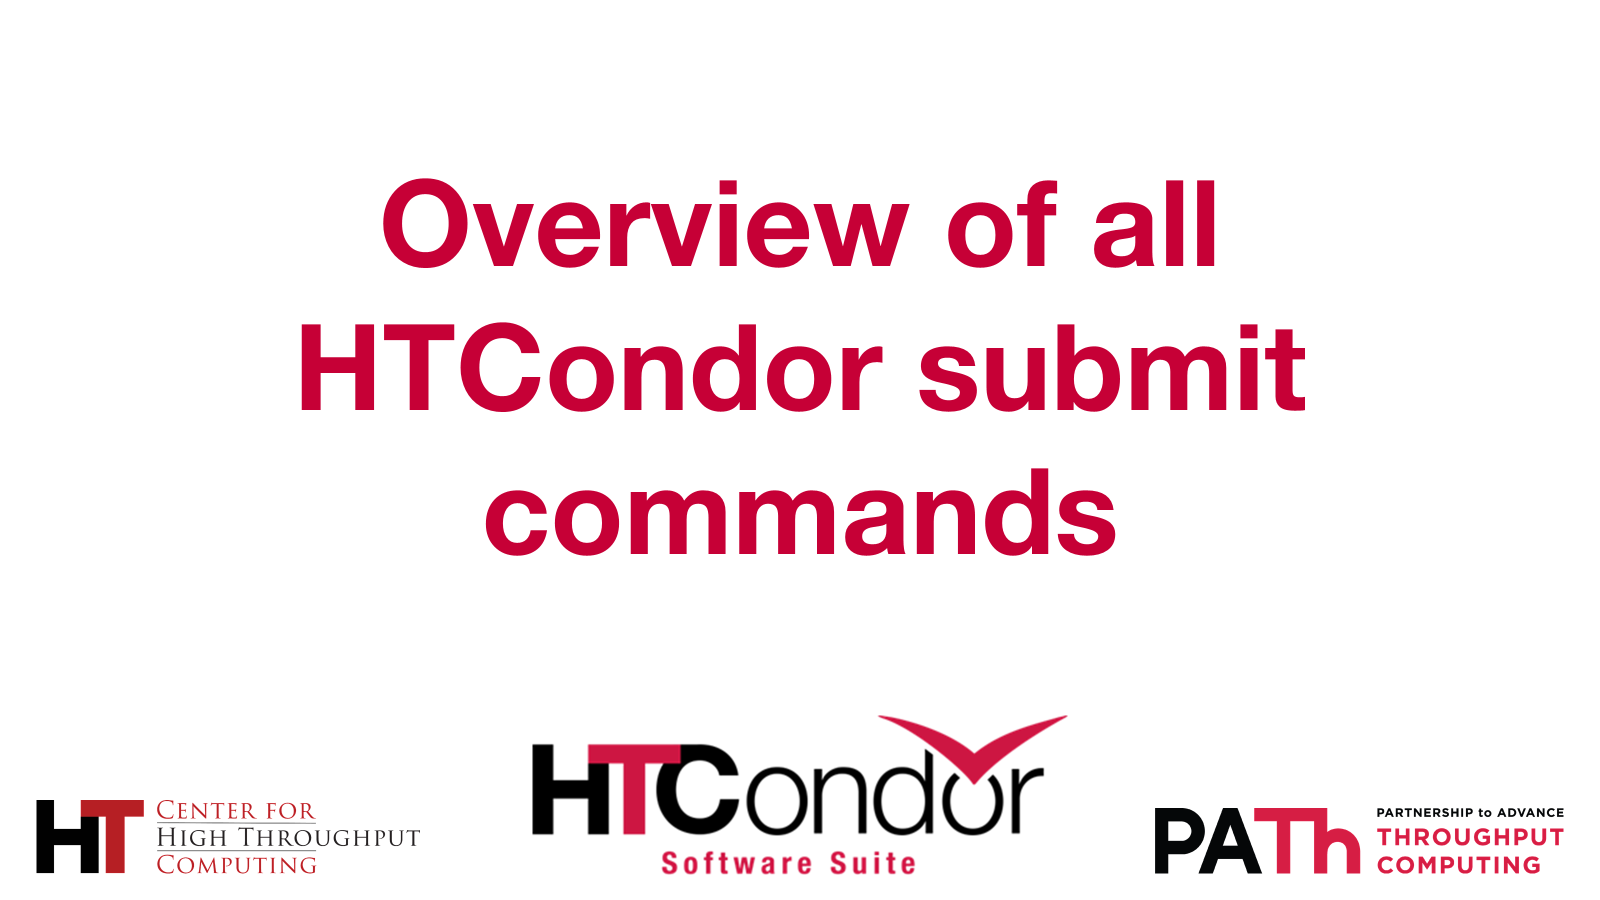 Overview of all
HTCondor submit
commands
HT CENTER FOR
HIGH THROUGHPUT
COMPUTING
HTCondor
Software Suite
PATh PARTNERSHIP to ADVANCE
THROUGHPUT
COMPUTING